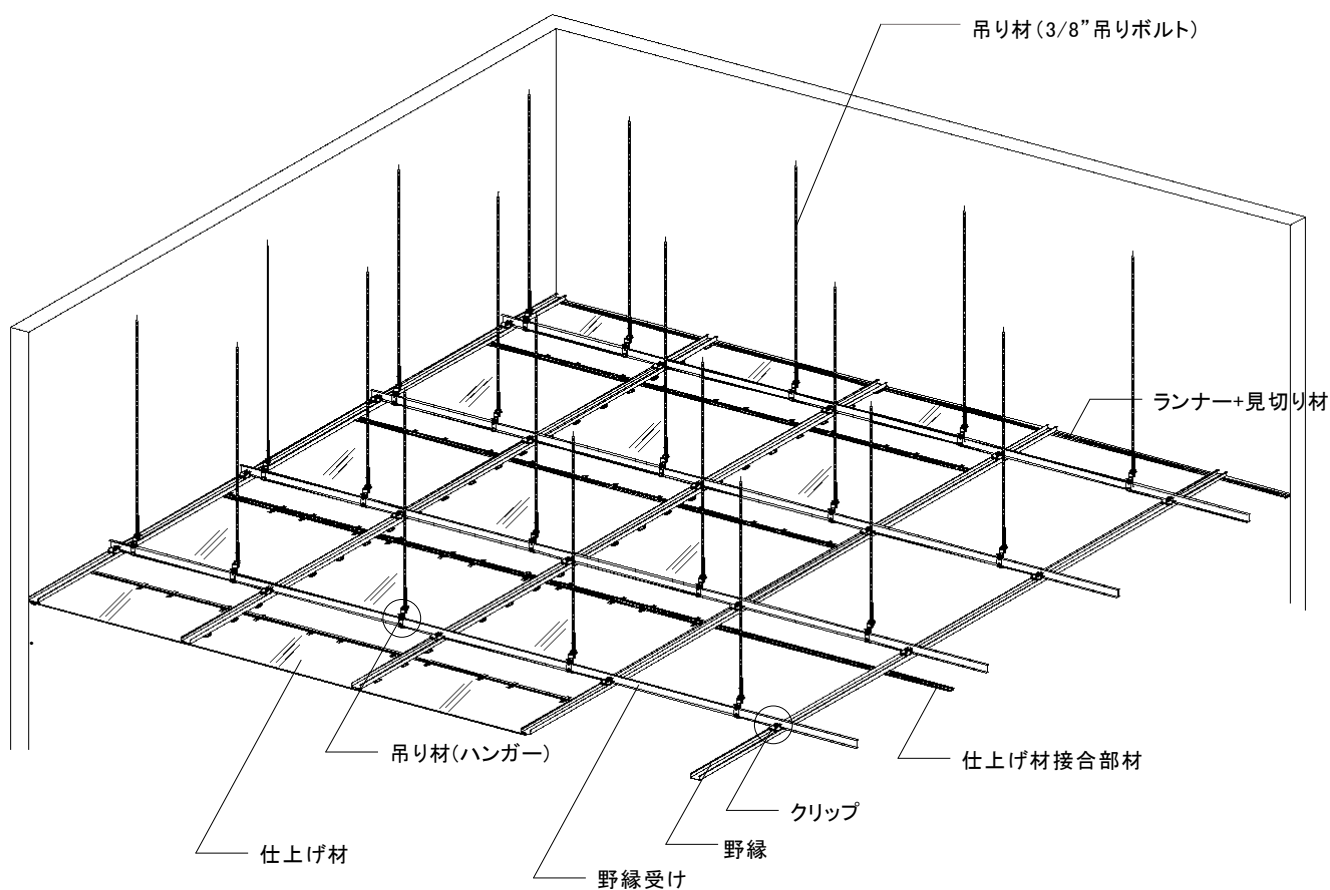 吊り材(3/8”吊りボルト)
ランナー+見切り材
吊り材(ハンガー)
仕上げ材接合部材
クリップ
野縁
仕上げ材
野縁受け